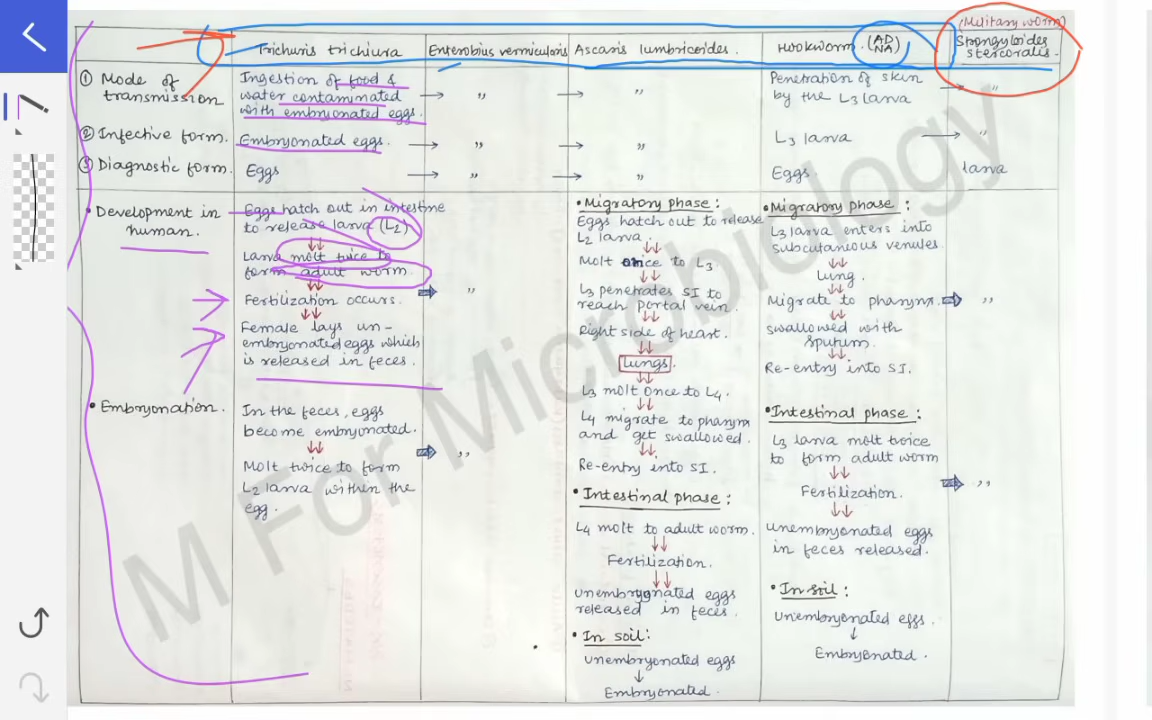 (Military worm)
Trichuris trichiura
Enterobius vermicularis
Ascaris lumbricoides.
Hookworm. (AD
NA)
Strongyloides
stercoralis.
① Mode of
transmission
Ingestion of food &
water contaminated
with embryonated eggs.
"
"
Penetration of skin
by the L3 larva
"
② Infective form.
Embryonated eggs.
"
"
L3 larva
"
③ Diagnostic form.
Eggs
"
"
Eggs.
larva
• Development in
human.
Eggs hatch out in intestine
to release larva (L2)
Larva molt twice to
form adult worm
Fertilization occurs.
Female lays un-
embryonated eggs which
is released in feces.
"
• Migratory phase:
Eggs hatch out to release
L2 larva.
Molt once to L3
L3 penetrates SI to
reach portal vein.
Right side of heart.
Lungs.
L3 molt once to L4.
L4 migrate to pharynx
and get swallowed.
Re-entry into SI.
• Intestinal phase:
L4 molt to adult worm.
Fertilization.
unembryonated eggs
released in feces.
• In soil:
unembryonated eggs
Embryonated.
• Migratory phase:
L3 larva enters into
subcutaneous venules.
Lung.
Migrate to pharynx.
swallowed with
sputum.
Re-entry into SI.
"
• Intestinal phase:
L3 larva molt twice
to form adult worm
Fertilization.
unembryonated eggs
in feces released.
"
• In soil:
unembryonated eggs.
Embryonated.
• Embryonation.
In the feces, eggs
become embryonated.
Molt twice to form
L2 larva within the
egg.
"
M For Microbiology